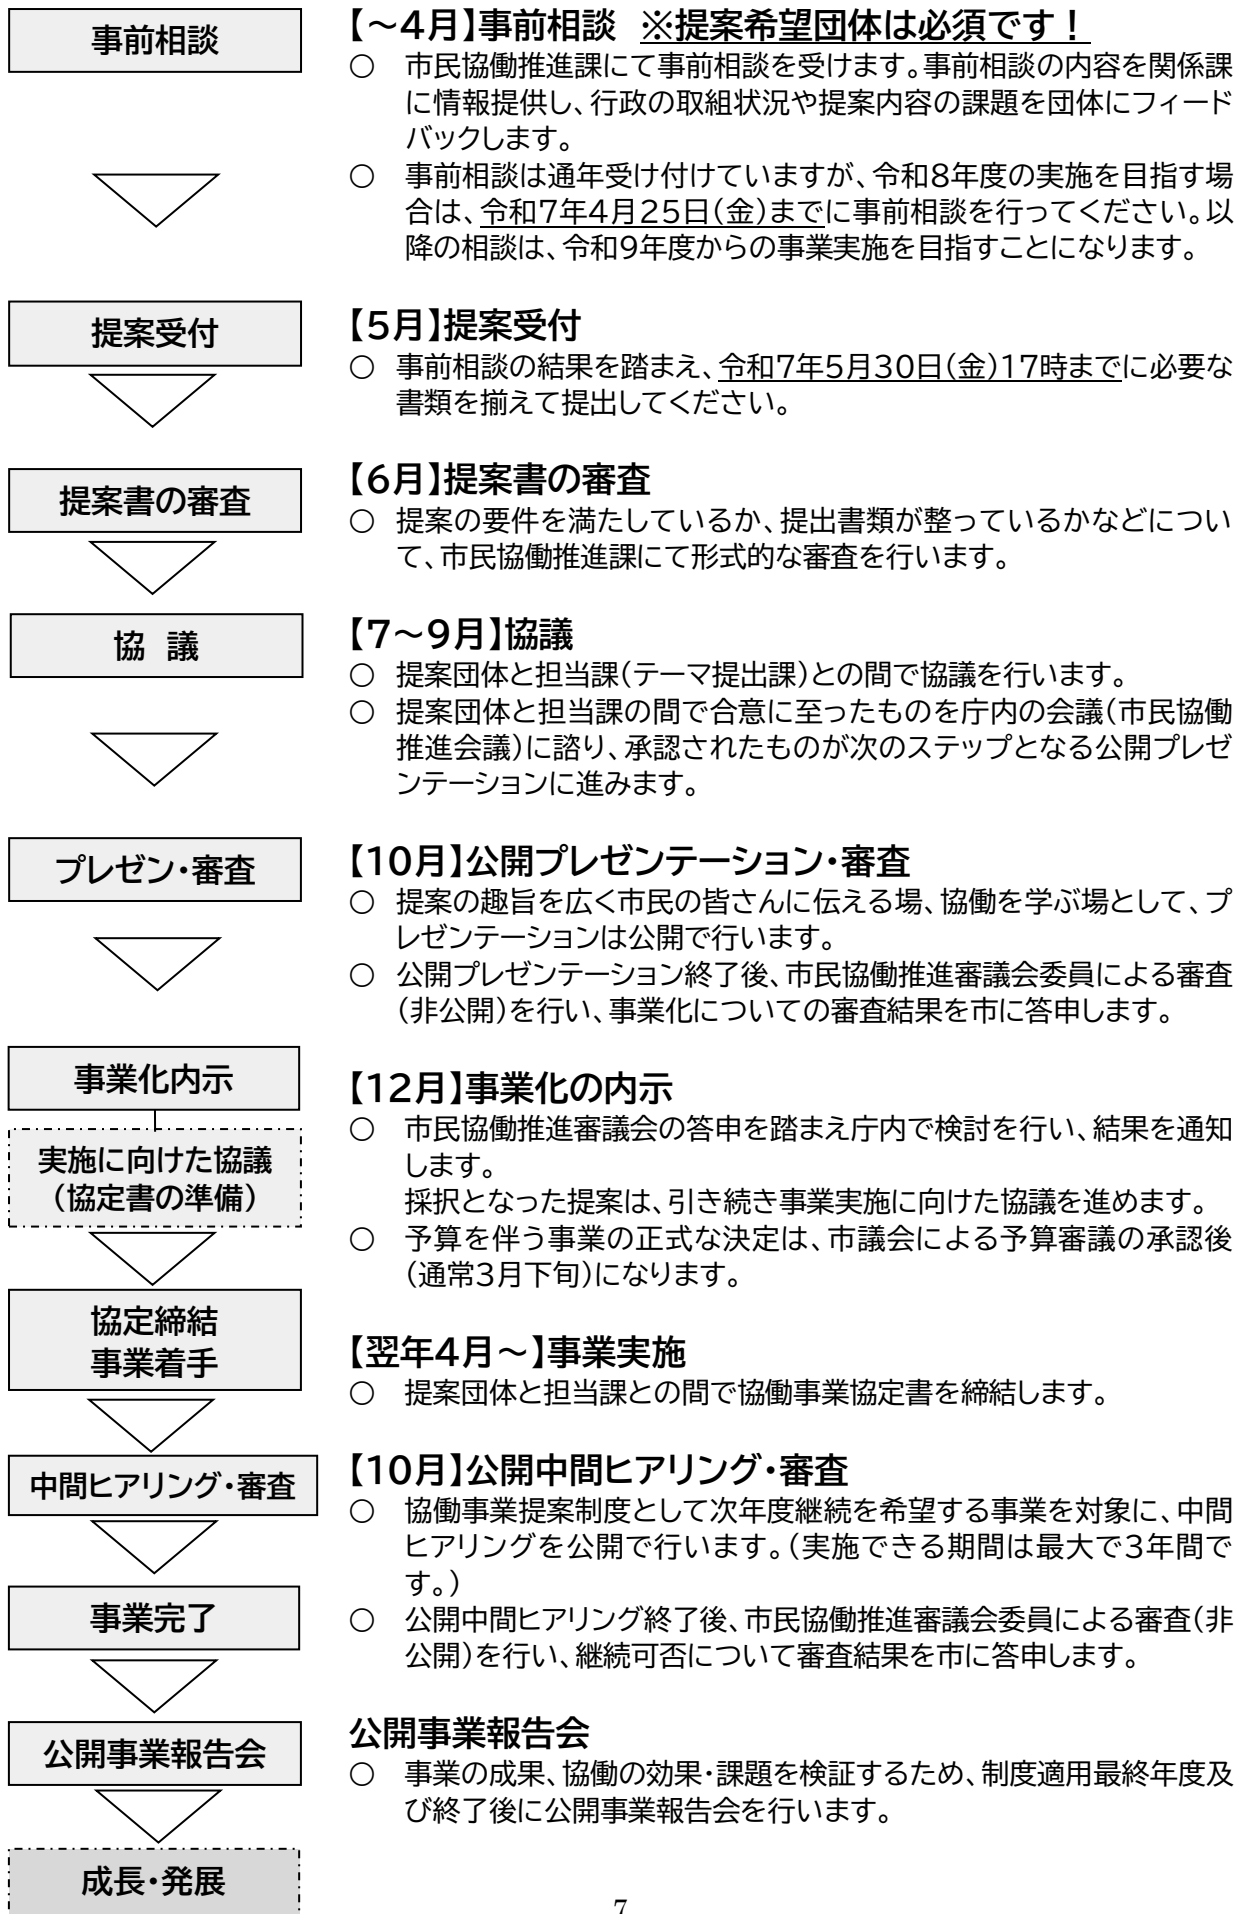 事前相談
【～4月】事前相談 ※提案希望団体は必須です！
○ 市民協働推進課にて事前相談を受けます。事前相談の内容を関係課
に情報提供し、行政の取組状況や提案内容の課題を団体にフィード
バックします。
○ 事前相談は通年受け付けていますが、令和8年度の実施を目指す場
合は、令和7年4月25日（金）までに事前相談を行ってください。以
降の相談は、令和9年度からの事業実施を目指すことになります。
提案受付
【5月】提案受付
○ 事前相談の結果を踏まえ、令和7年5月30日（金）17時までに必要な
書類を揃えて提出してください。
提案書の審査
【6月】提案書の審査
○ 提案の要件を満たしているか、提出書類が整っているかなどについ
て、市民協働推進課にて形式的な審査を行います。
協 議
【7～9月】協議
○ 提案団体と担当課（テーマ提出課）との間で協議を行います。
○ 提案団体と担当課の間で合意に至ったものを庁内の会議（市民協働
推進会議）に諮り、承認されたものが次のステップとなる公開プレゼ
ンテーションに進みます。
プレゼン・審査
【10月】公開プレゼンテーション・審査
○ 提案の趣旨を広く市民の皆さんに伝える場、協働を学ぶ場として、プ
レゼンテーションは公開で行います。
○ 公開プレゼンテーション終了後、市民協働推進審議会委員による審査
（非公開）を行い、事業化についての審査結果を市に答申します。
事業化内示
実施に向けた協議
（協定書の準備）
【12月】事業化の内示
○ 市民協働推進審議会の答申を踏まえ庁内で検討を行い、結果を通知
します。
採択となった提案は、引き続き事業実施に向けた協議を進めます。
○ 予算を伴う事業の正式な決定は、市議会による予算審議の承認後
（通常3月下旬）になります。
協定締結
事業着手
【翌年4月～】事業実施
○ 提案団体と担当課との間で協働事業協定書を締結します。
中間ヒアリング・審査
【10月】公開中間ヒアリング・審査
○ 協働事業提案制度として次年度継続を希望する事業を対象に、中間
ヒアリングを公開で行います。（実施できる期間は最大で3年間で
す。）
○ 公開中間ヒアリング終了後、市民協働推進審議会委員による審査（非
公開）を行い、継続可否について審査結果を市に答申します。
事業完了
公開事業報告会
公開事業報告会
○ 事業の成果、協働の効果・課題を検証するため、制度適用最終年度及
び終了後に公開事業報告会を行います。
成長・発展
7